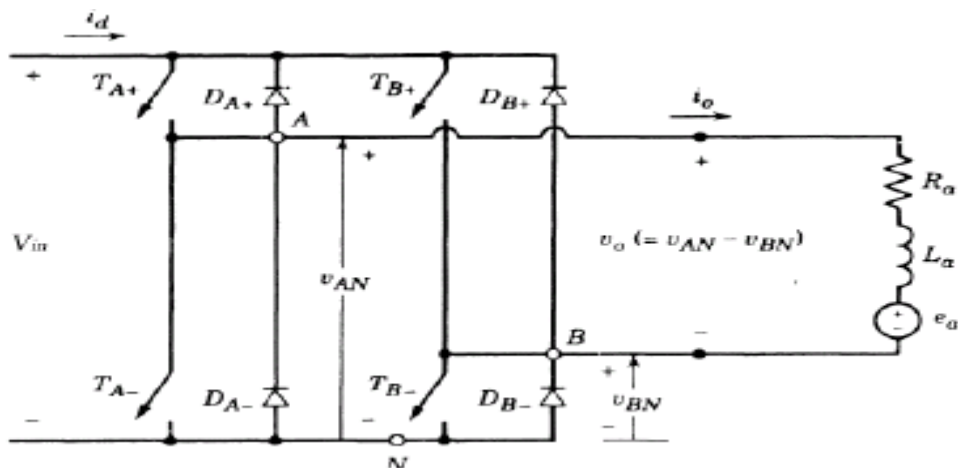 i_d
+
T_A+
D_A+
T_B+
D_B+
i_o
A
+
+
V_in
v_AN
v_o (= v_AN − v_BN)
R_a
L_a
+
−
e_a
B
−
T_A−
D_A−
T_B−
D_B−
+
v_BN
−
−
−
N